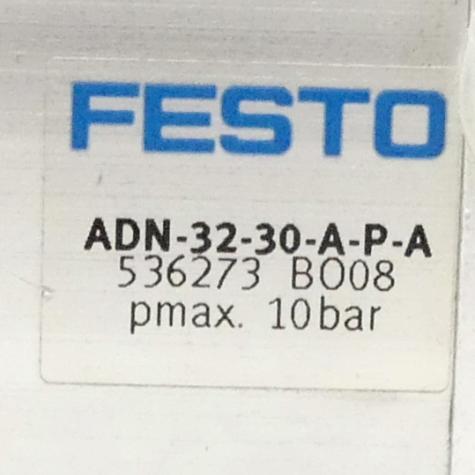 FESTO
ADN-32-30-A-P-A
536273 BO08
pmax. 10bar